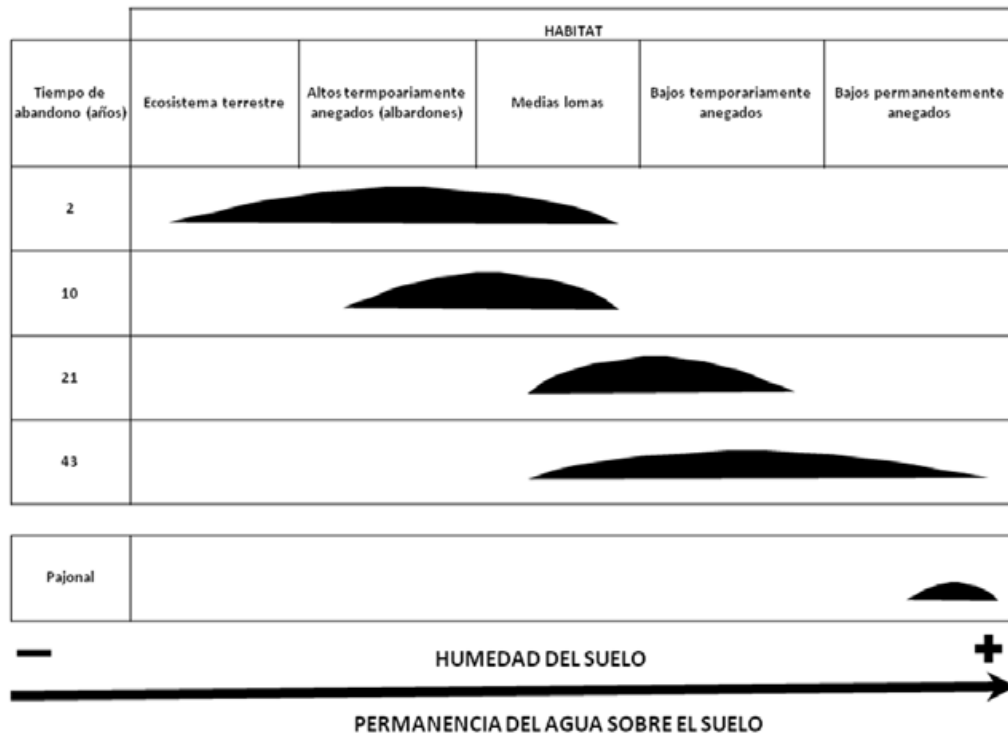 HABITAT
Tiempo de
abandono (años)
Ecosistema terrestre
Altos termpoariamente
anegados (albardones)
Medias lomas
Bajos temporariamente
anegados
Bajos permanentemente
anegados
2
10
21
43
Pajonal
HUMEDAD DEL SUELO
PERMANENCIA DEL AGUA SOBRE EL SUELO